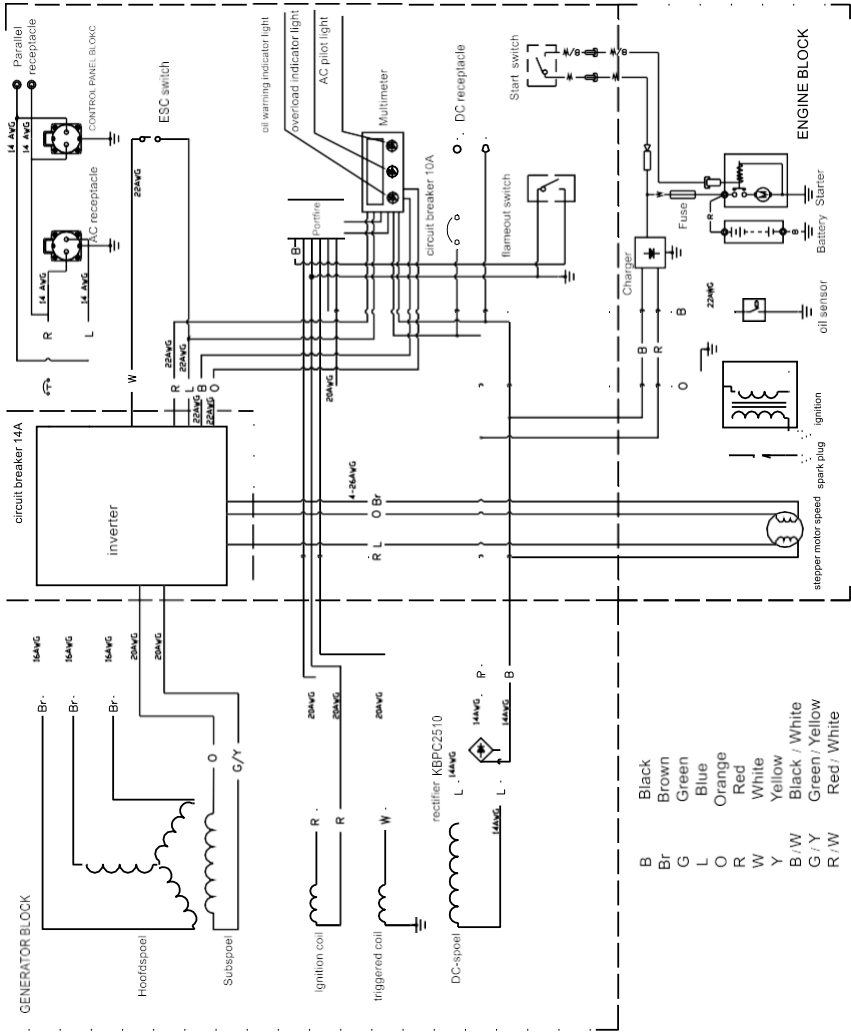 Parallel
receptacle
14 AWG
14 AWG
CONTROL PANEL BLOKC
AC receptacle
14 AWG
14 AWG
R
L
ESC switch
22AWG
W
oil warning indicator light
overload indicator light
AC pilot light
Multimeter
Portfire
B
circuit breaker 10A
DC receptacle
flameout switch
Start switch
W
B/B
W
W
ENGINE BLOCK
Starter
M
Fuse
W
R
Battery
B
Charger
oil sensor
22AWG
B
R
B
O
ignition
spark plug
stepper motor speed
22AWG
22AWG
R
L
B
O
22AWG
22AWG
20AWG
circuit breaker 14A
inverter
4-26AWG
O Br
R L
16AWG
16AWG
16AWG
20AWG
20AWG
Br
Br
Br
O
G/Y
GENERATOR BLOCK
Hoofdspoel
Subspoel
20AWG
20AWG
20AWG
R
R
W
Ignition coil
triggered coil
DC-spoel
rectifier KBPC2510
14AWG
14AWG
14AWG
14AWG
R
B
L
L
B Black
Br Brown
G Green
L Blue
O Orange
R Red
W White
Y Yellow
B/W Black / White
G/Y Green / Yellow
R/W Red / White